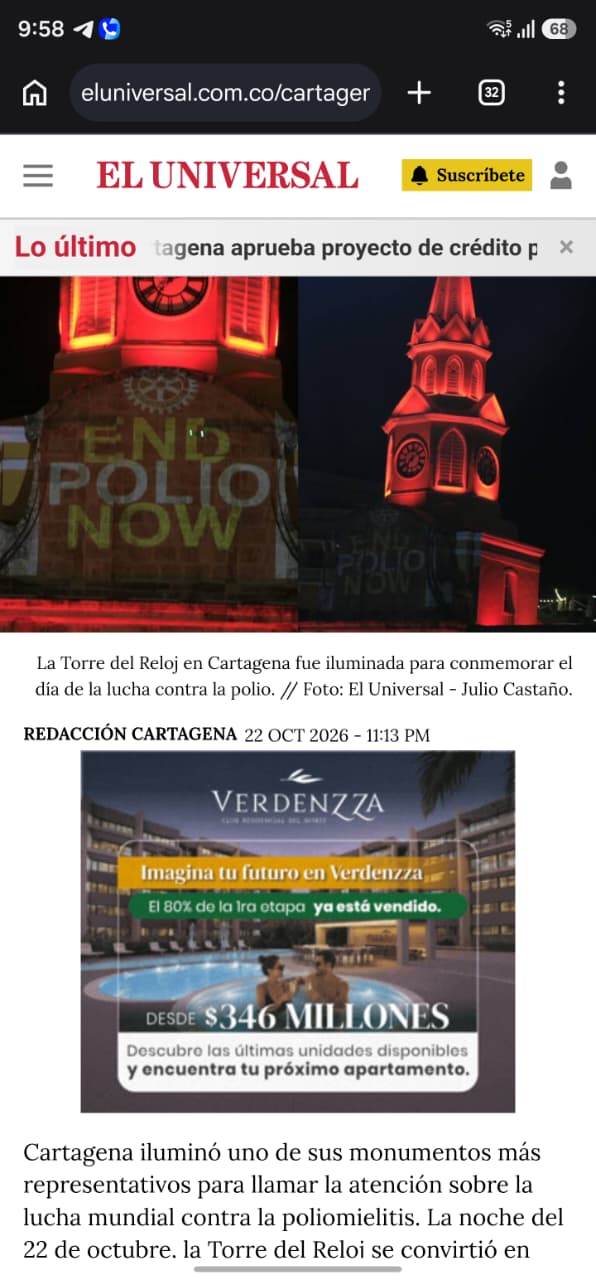 9:58
5
68
eluniversal.com.co/cartager
32
EL UNIVERSAL
Suscríbete
Lo último
tagena aprueba proyecto de crédito p
END
POLIO
NOW
END
POLIO
NOW
La Torre del Reloj en Cartagena fue iluminada para conmemorar el
día de la lucha contra la polio. // Foto: El Universal - Julio Castaño.
REDACCIÓN CARTAGENA 22 OCT 2026 - 11:13 PM
VERDENZZA
Imagina tu futuro en Verdenzza
El 80% de la 1ra etapa ya está vendido.
DESDE $346 MILLONES
Descubre las últimas unidades disponibles
y encuentra tu próximo apartamento.
Cartagena iluminó uno de sus monumentos más
representativos para llamar la atención sobre la
lucha mundial contra la poliomielitis. La noche del
22 de octubre, la Torre del Reloj se convirtió en